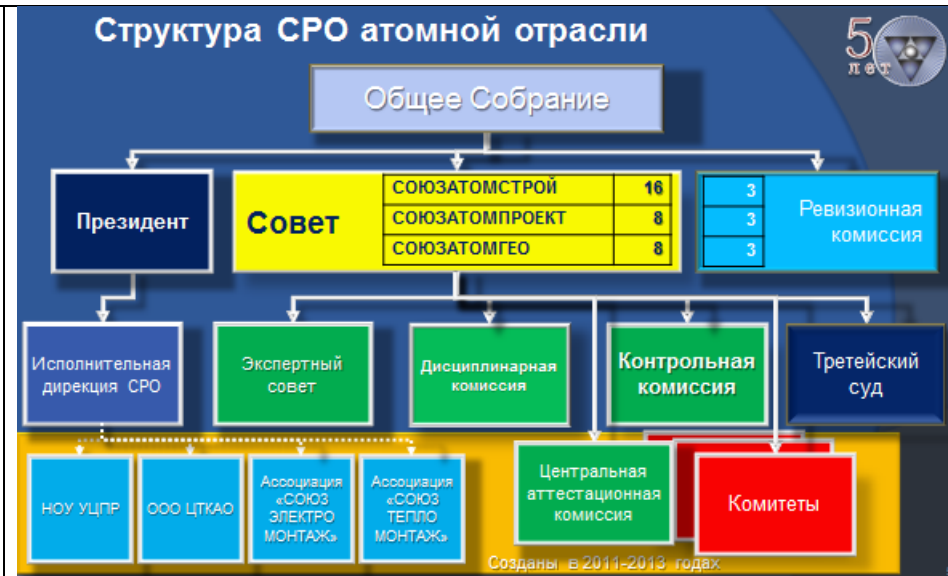 Структура СРО атомной отрасли
5
лет
Общее Собрание
Президент
Совет
СОЮЗАТОМСТРОЙ 16
СОЮЗАТОМПРОЕКТ 8
СОЮЗАТОМГЕО 8
3
3
3
Ревизионная
комиссия
Исполнительная
дирекция СРО
Экспертный
совет
Дисциплинарная
комиссия
Контрольная
комиссия
Третейский
суд
НОУ УЦПР
ООО ЦТКАО
Ассоциация
«СОЮЗ
ЭЛЕКТРО
МОНТАЖ»
Ассоциация
«СОЮЗ
ТЕПЛО
МОНТАЖ»
Центральная
аттестационная
комиссия
Комитеты
Созданы в 2011-2013 годах